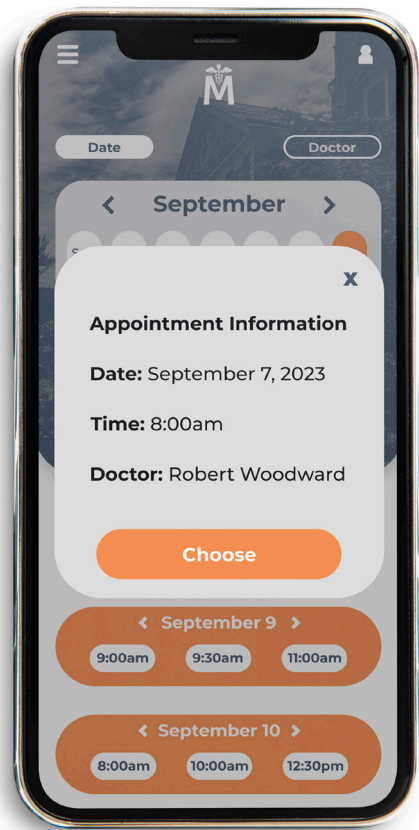 M
Date
Doctor
< September >
S
x
Appointment Information
Date: September 7, 2023
Time: 8:00am
Doctor: Robert Woodward
Choose
< September 9 >
9:00am 9:30am 11:00am
< September 10 >
8:00am 10:00am 12:30pm